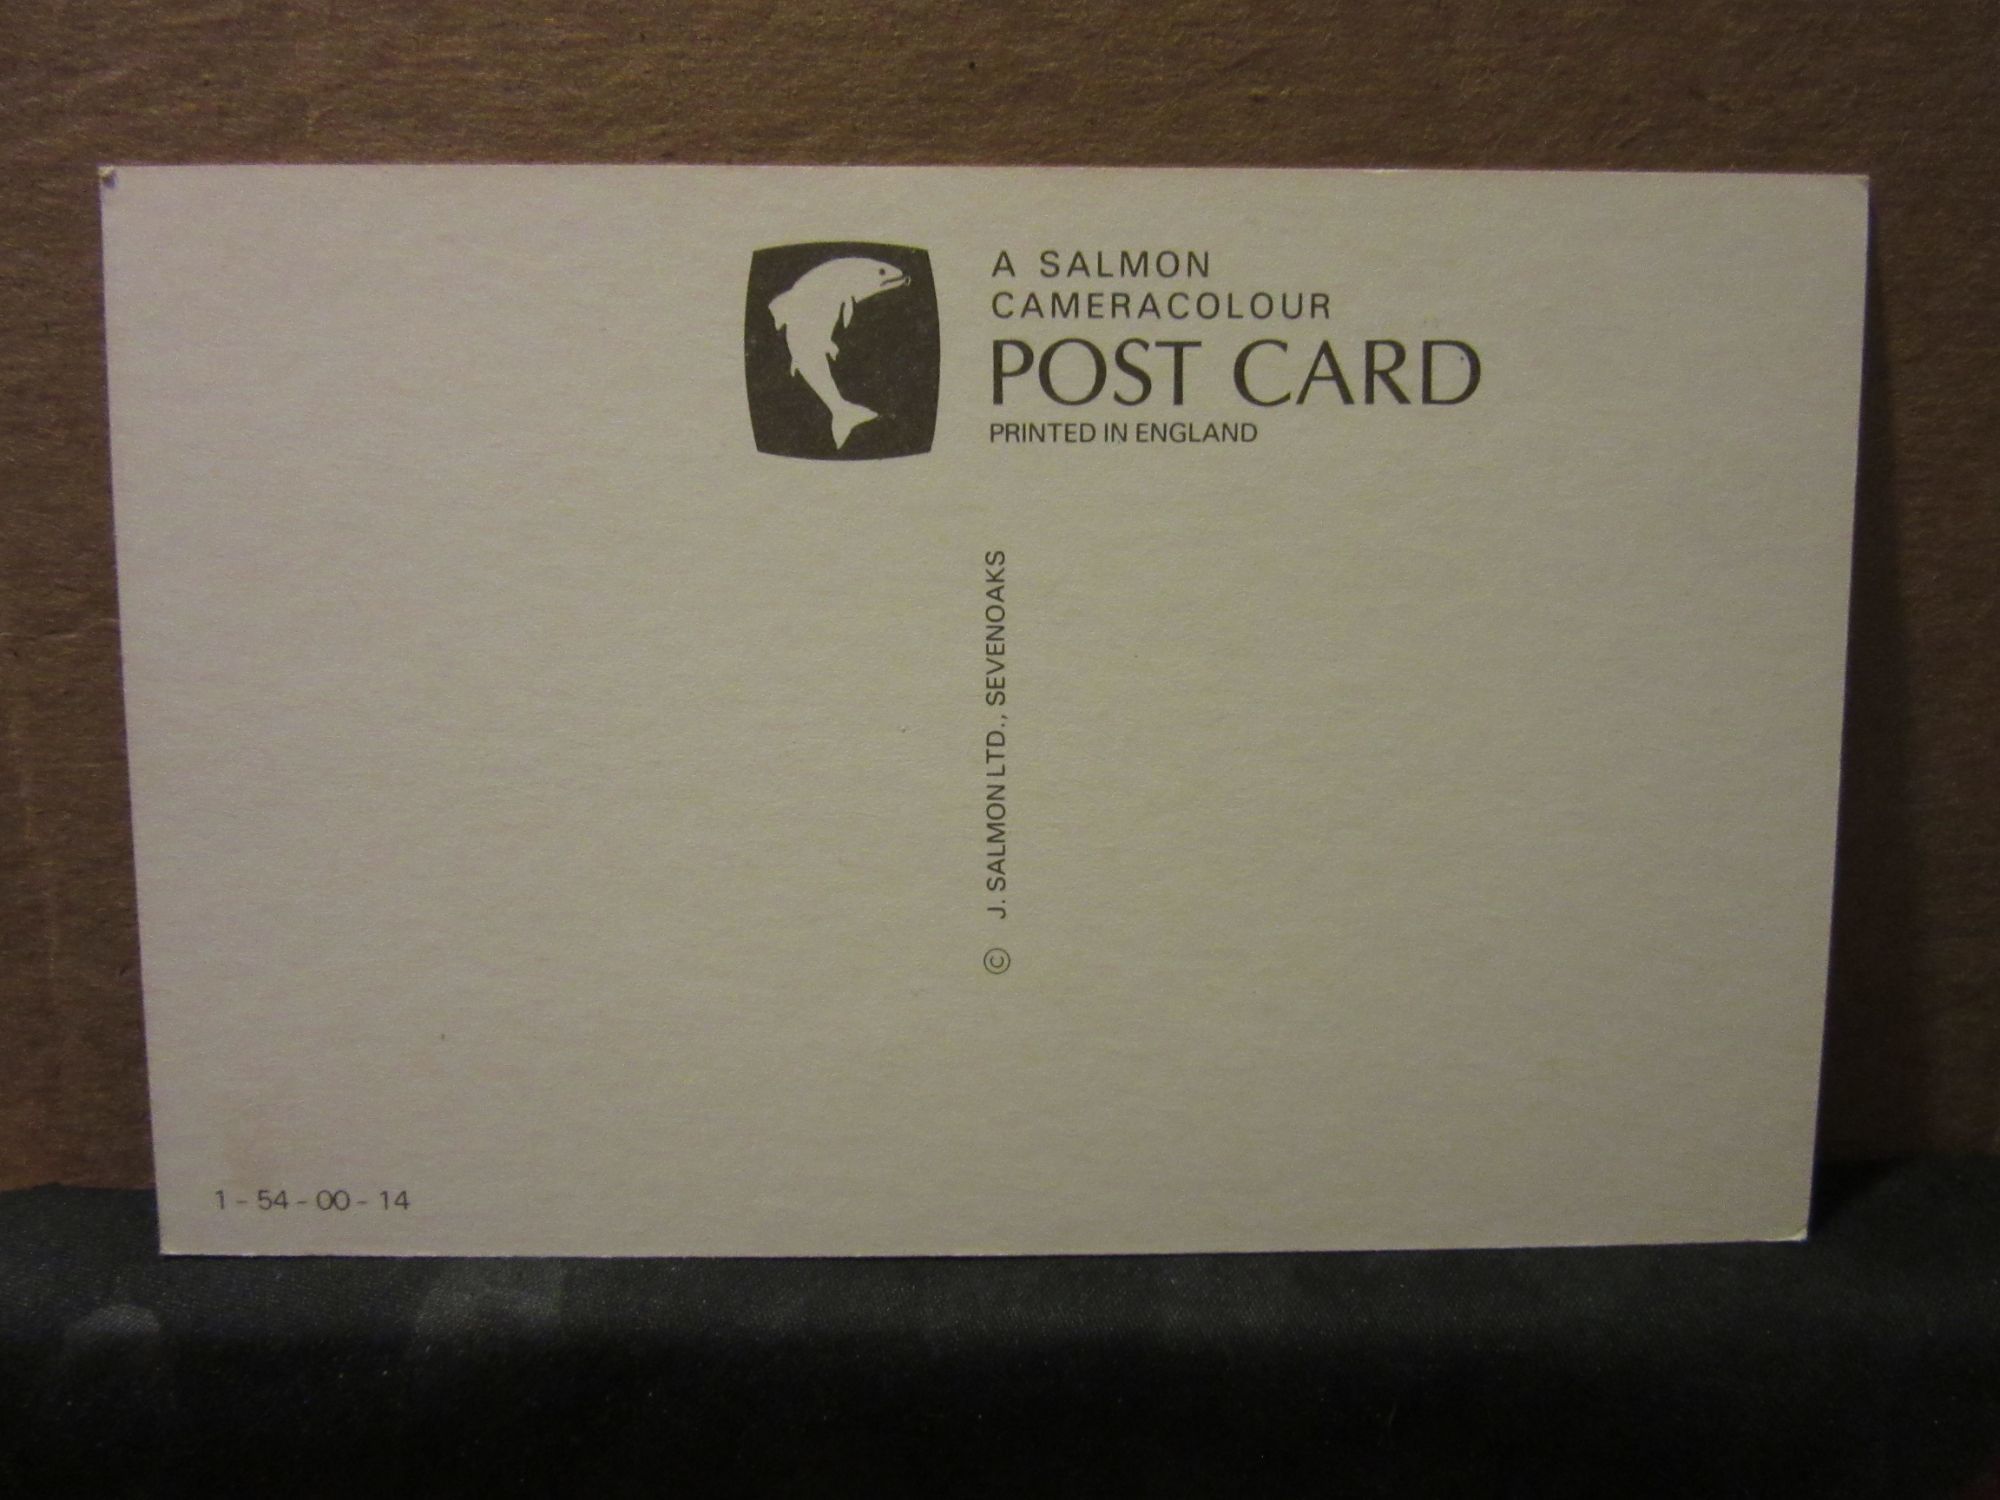 A SALMON
CAMERACOLOUR
POST CARD
PRINTED IN ENGLAND
© J. SALMON LTD., SEVENOAKS
1 - 54 - 00 - 14